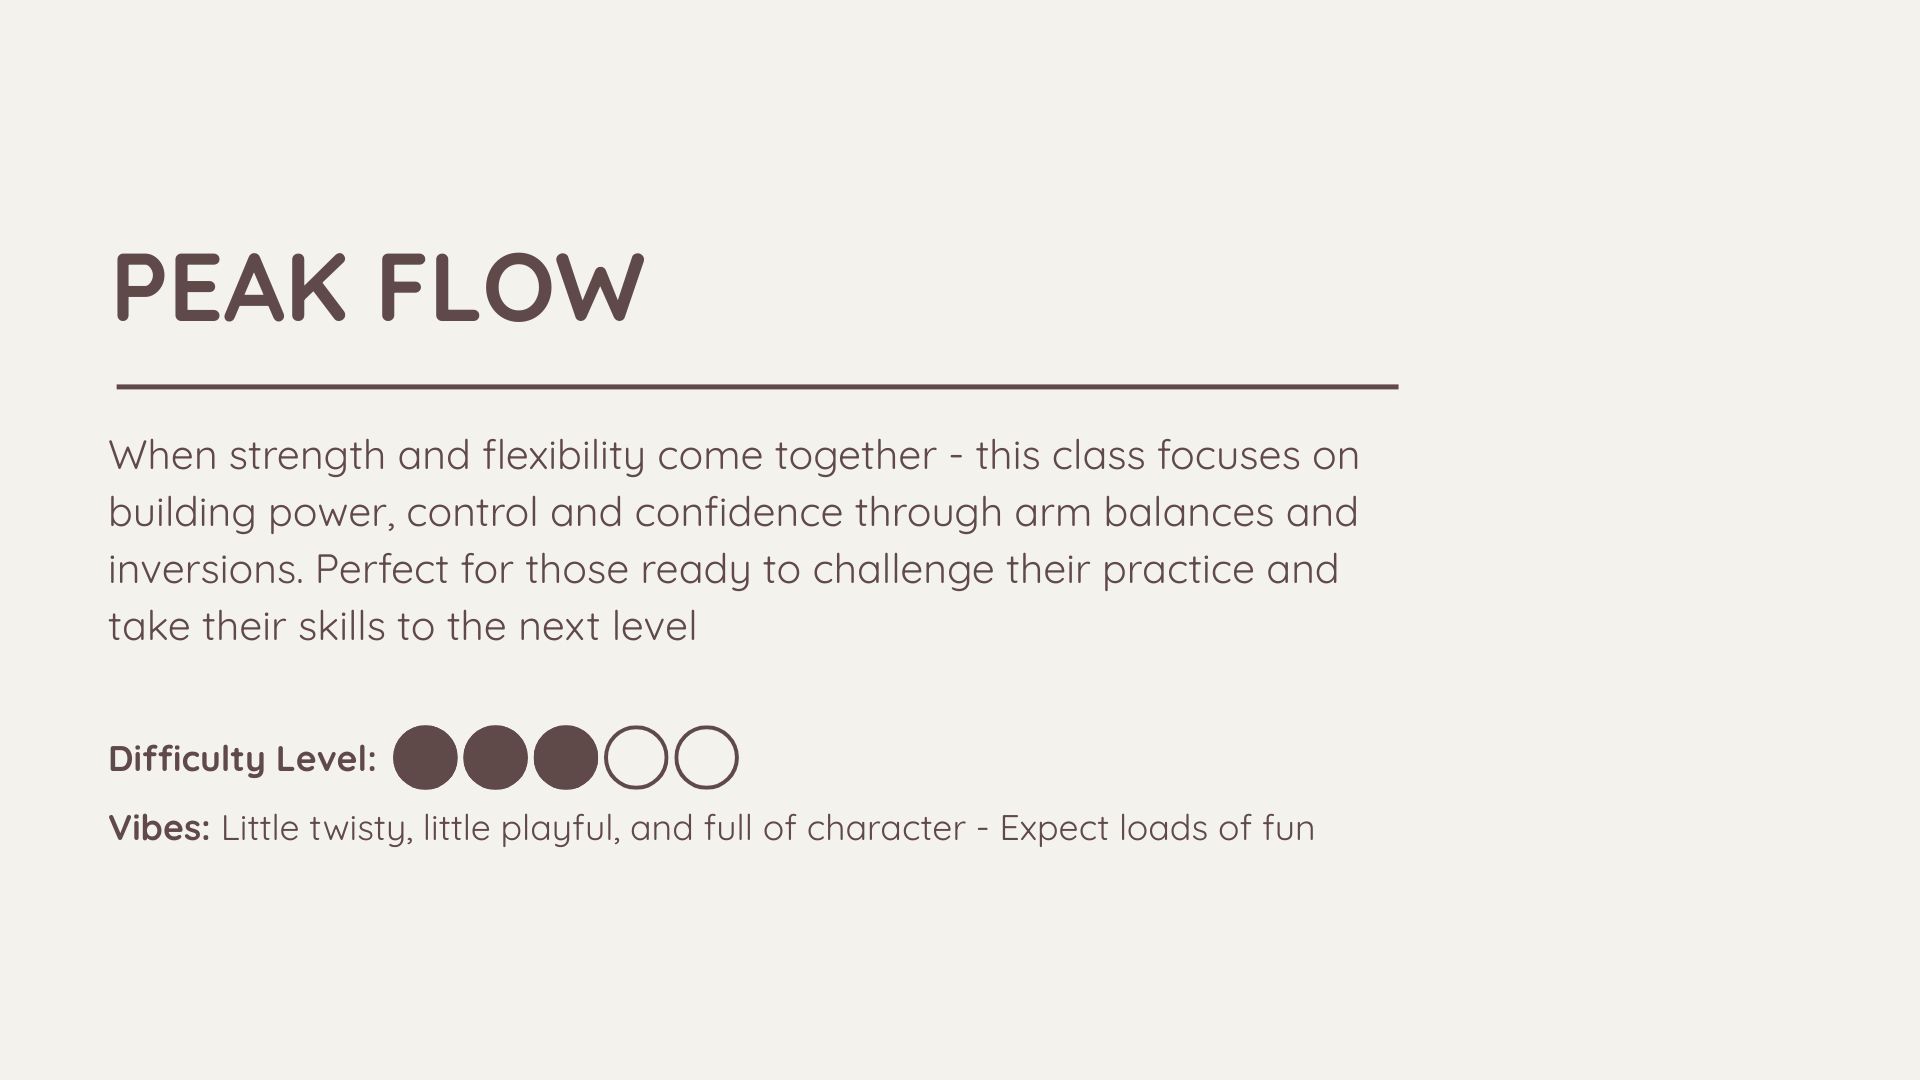 PEAK FLOW
When strength and flexibility come together - this class focuses on
building power, control and confidence through arm balances and
inversions. Perfect for those ready to challenge their practice and
take their skills to the next level
Difficulty Level:
Vibes: Little twisty, little playful, and full of character - Expect loads of fun